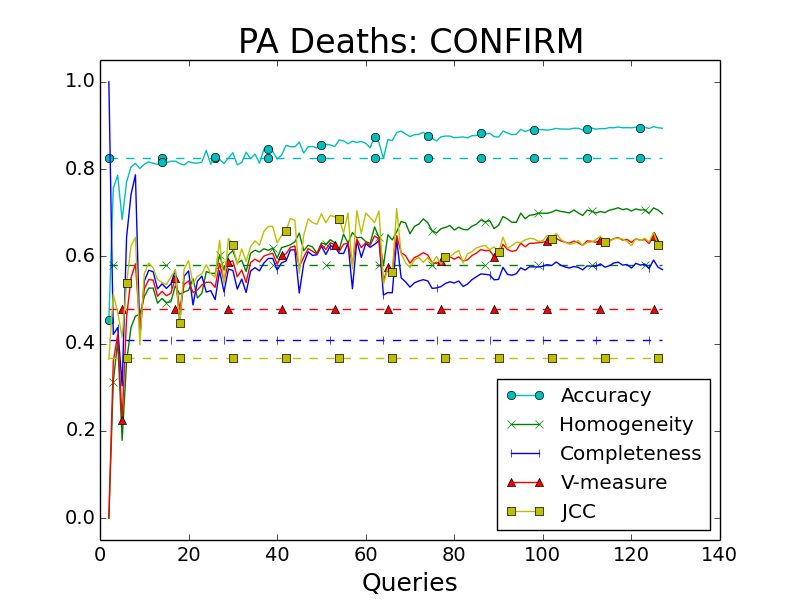 PA Deaths: CONFIRM
1.0
0.8
0.6
0.4
0.2
0.0
0 20 40 60 80 100 120 140
Queries
Accuracy
Homogeneity
Completeness
V-measure
JCC